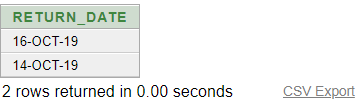 RETURN_DATE
16-OCT-19
14-OCT-19
2 rows returned in 0.00 seconds CSV Export